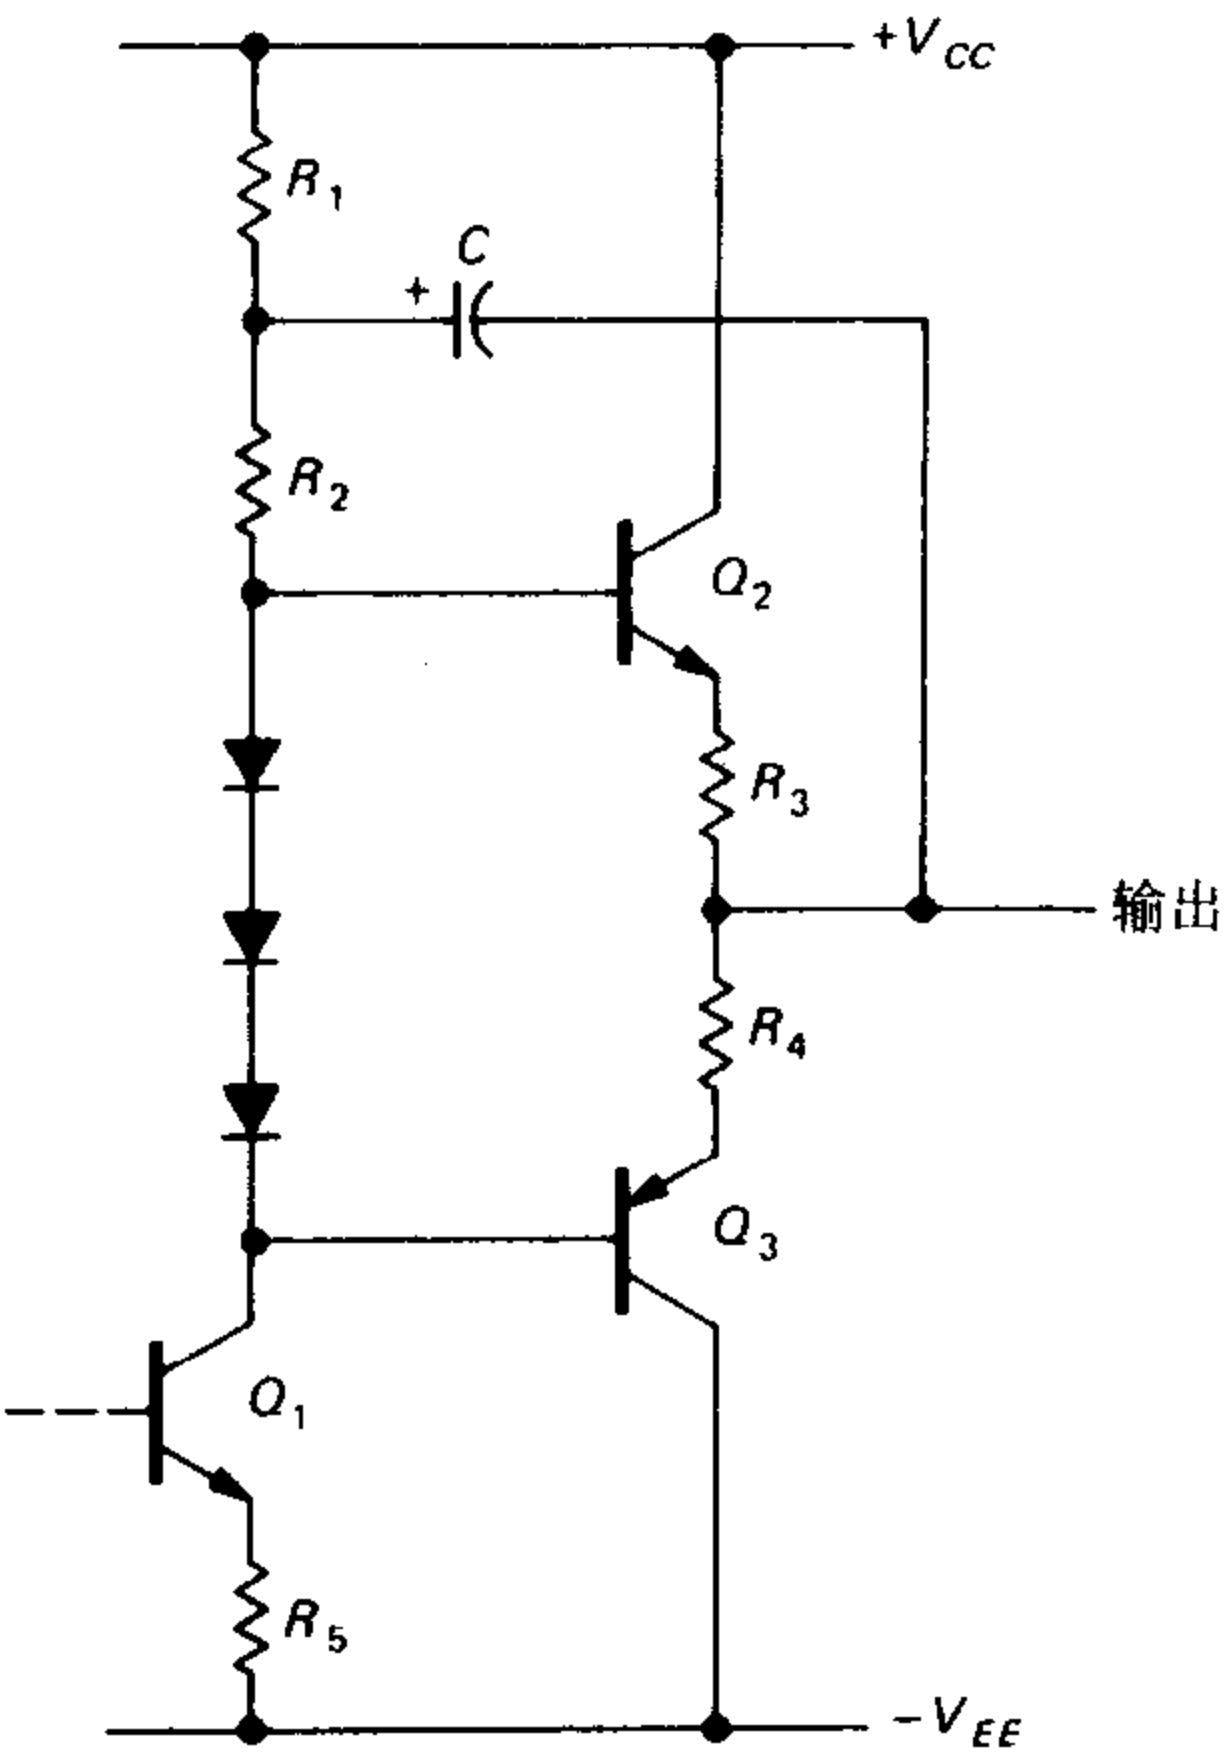 +V_CC
R_1
C
+
R_2
Q_2
R_3
输出
R_4
Q_3
Q_1
R_5
-V_EE